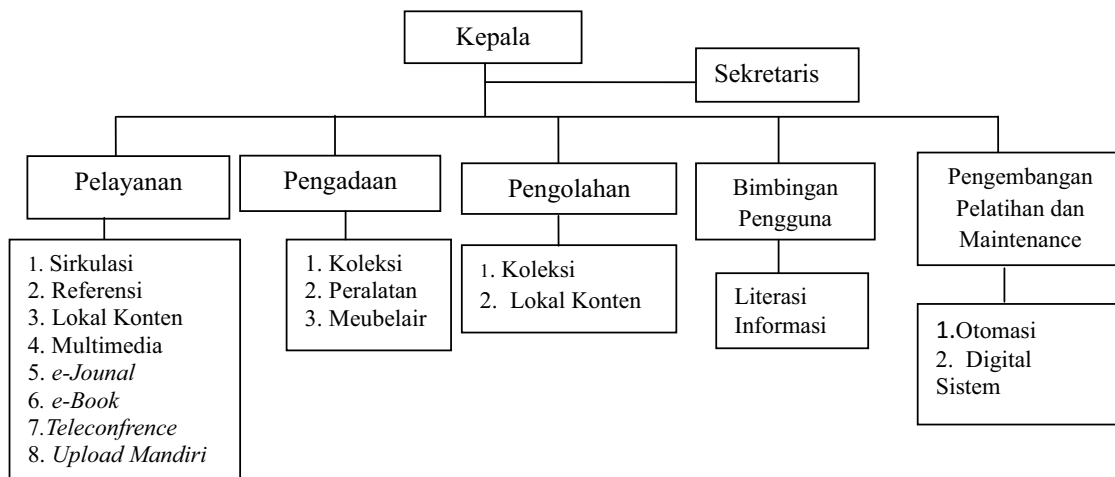 Kepala
Sekretaris
Pelayanan
1. Sirkulasi
2. Referensi
3. Lokal Konten
4. Multimedia
5. e-Jounal
6. e-Book
7.Teleconfrence
8. Upload Mandiri
Pengadaan
1. Koleksi
2. Peralatan
3. Meubelair
Pengolahan
1. Koleksi
2. Lokal Konten
Bimbingan
Pengguna
Literasi
Informasi
Pengembangan
Pelatihan dan
Maintenance
1.Otomasi
2. Digital
Sistem